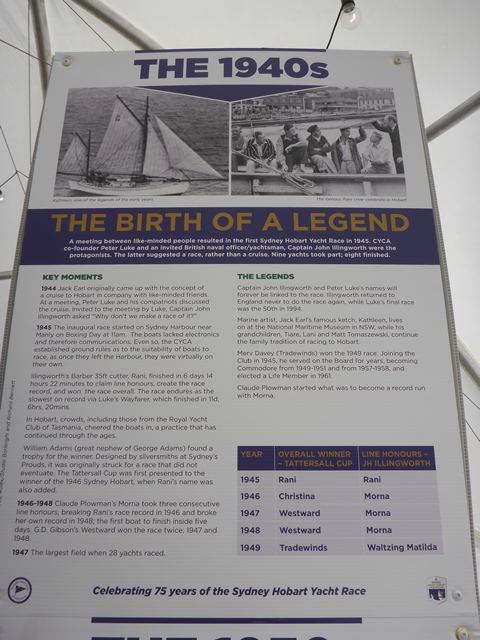 THE 1940s
Kathleen, one of the legends of the early years.
The famous Rani crew celebrate in Hobart.
THE BIRTH OF A LEGEND
A meeting between like-minded people resulted in the first Sydney Hobart Yacht Race in 1945. CYCA
co-founder Peter Luke and an invited British naval officer/yachtsman, Captain John Illingworth were the
protagonists. The latter suggested a race, rather than a cruise. Nine yachts took part; eight finished.
KEY MOMENTS
1944 Jack Earl originally came up with the concept of
a cruise to Hobart in company with like-minded friends.
At a meeting, Peter Luke and his compatriots discussed
the cruise. Invited to the meeting by Luke, Captain John
Illingworth asked "Why don't we make a race of it?"
1945 The inaugural race started on Sydney Harbour near
Manly on Boxing Day at 11am. The boats lacked electronics
and therefore communications. Even so, the CYCA
established ground rules as to the suitability of boats to
race, as once they left the Harbour, they were virtually on
their own.
Illingworth's Barber 35ft cutter, Rani, finished in 6 days 14
hours 22 minutes to claim line honours, create the race
record, and won the race overall. The race endures as the
slowest on record via Luke's Wayfarer, which finished in 11d,
6hrs, 20mins.
In Hobart, crowds, including those from the Royal Yacht
Club of Tasmania, cheered the boats in, a practice that has
continued through the ages.
William Adams (great nephew of George Adams) found a
trophy for the winner. Designed by silversmiths at Sydney's
Prouds, it was originally struck for a race that did not
eventuate. The Tattersall Cup was first presented to the
winner of the 1946 Sydney Hobart, when Rani's name was
also added.
1946-1948 Claude Plowman's Morna took three consecutive
line honours; breaking Rani's race record in 1946 and broke
her own record in 1948; the first boat to finish inside five
days. G.D. Gibson's Westward won the race twice; 1947 and
1948.
1947 The largest field when 28 yachts raced.
THE LEGENDS
Captain John Illingworth and Peter Luke's names will
forever be linked to the race. Illingworth returned to
England never to do the race again, while Luke's final race
was the 50th in 1994.
Marine artist, Jack Earl's famous ketch, Kathleen, lives
on at the National Maritime Museum in NSW, while his
grandchildren, Tiare, Lani and Matt Tomaszewski, continue
the family tradition of racing to Hobart.
Merv Davey (Tradewinds) won the 1949 race. Joining the
Club in 1945, he served on the Board for years, becoming
Commodore from 1949-1951 and from 1957-1958, and
elected a Life Member in 1961.
Claude Plowman started what was to become a record run
with Morna.
YEAR OVERALL WINNER – TATTERSALL CUP LINE HONOURS – JH ILLINGWORTH
1945 Rani Rani
1946 Christina Morna
1947 Westward Morna
1948 Westward Morna
1949 Tradewinds Waltzing Matilda
Celebrating 75 years of the Sydney Hobart Yacht Race